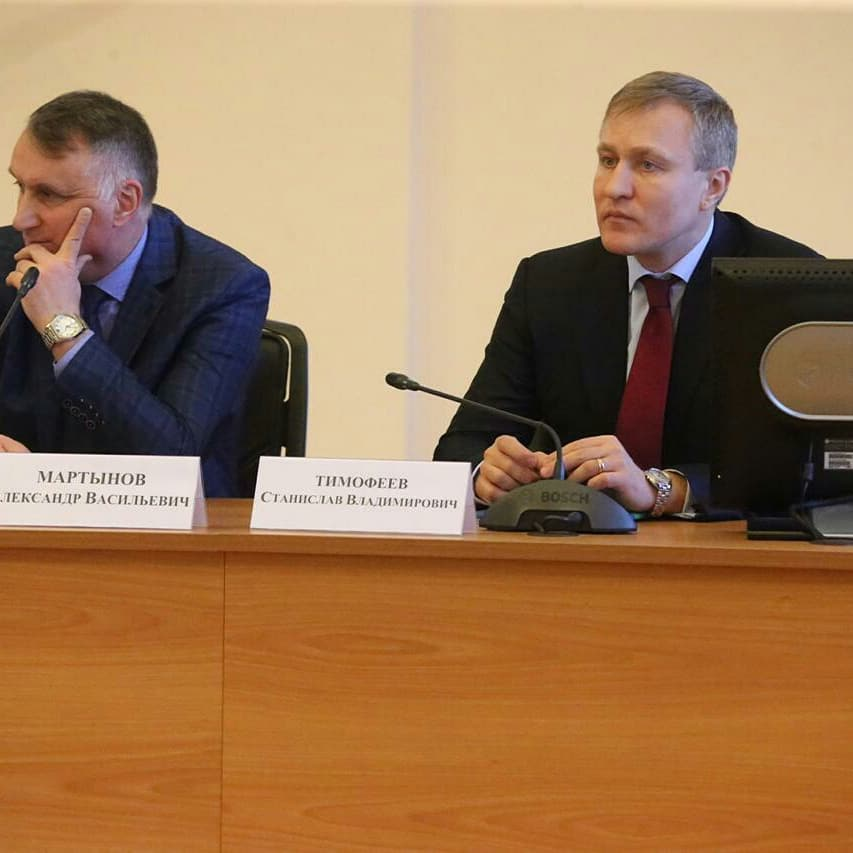 МАРТЫНОВ
ЛЕКСАНДР ВАСИЛЬЕВИЧ
ТИМОФЕЕВ
СТАНИСЛАВ ВЛАДИМИРОВИЧ
BOSCH